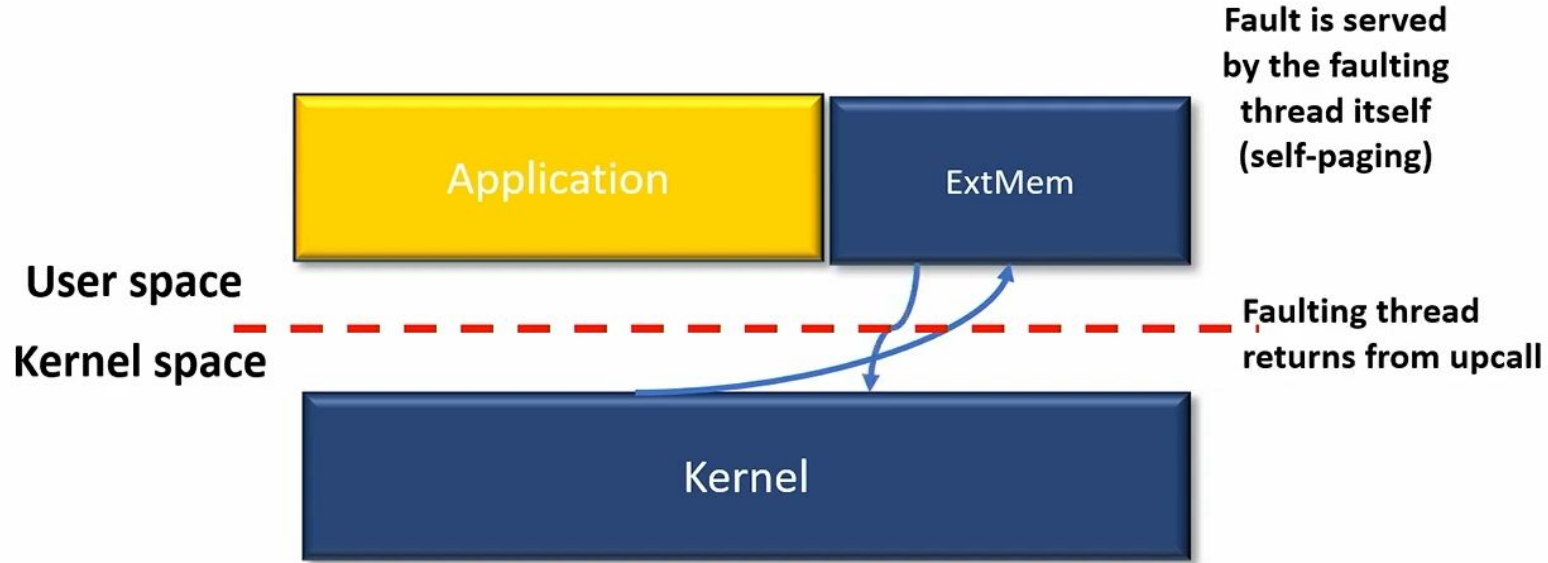 Fault is served
by the faulting
thread itself
(self-paging)
Application
ExtMem
User space
Faulting thread
returns from upcall
Kernel space
Kernel